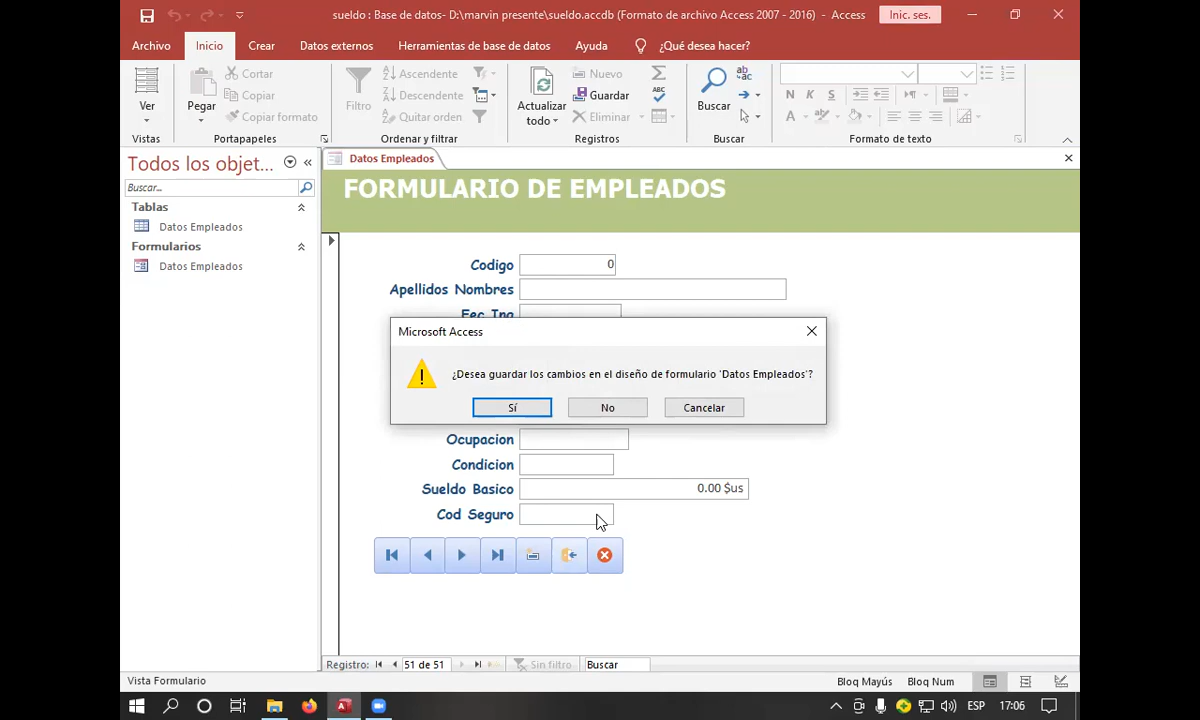 sueldo : Base de datos- D:\marvin presente\sueldo.accdb (Formato de archivo Access 2007 - 2016) - Access
Inic. ses.
Archivo Inicio Crear Datos externos Herramientas de base de datos Ayuda ¿Qué desea hacer?
Ver
Vistas
Pegar
Cortar
Copiar
Copiar formato
Portapapeles
Filtro
Ascendente
Descendente
Quitar orden
Ordenar y filtrar
Actualizar
todo
Nuevo
Guardar
Eliminar
Registros
Buscar
Buscar
N K S
A
Formato de texto
Todos los objet...
Buscar...
Tablas
Datos Empleados
Formularios
Datos Empleados
Datos Empleados
FORMULARIO DE EMPLEADOS
Codigo 0
Apellidos Nombres
Fec Ing
Microsoft Access
¿Desea guardar los cambios en el diseño de formulario 'Datos Empleados'?
Sí No Cancelar
Ocupacion
Condicion
Sueldo Basico 0.00 $us
Cod Seguro
Registro: 51 de 51 Sin filtro Buscar
Vista Formulario Bloq Mayús Bloq Num
ESP 17:06